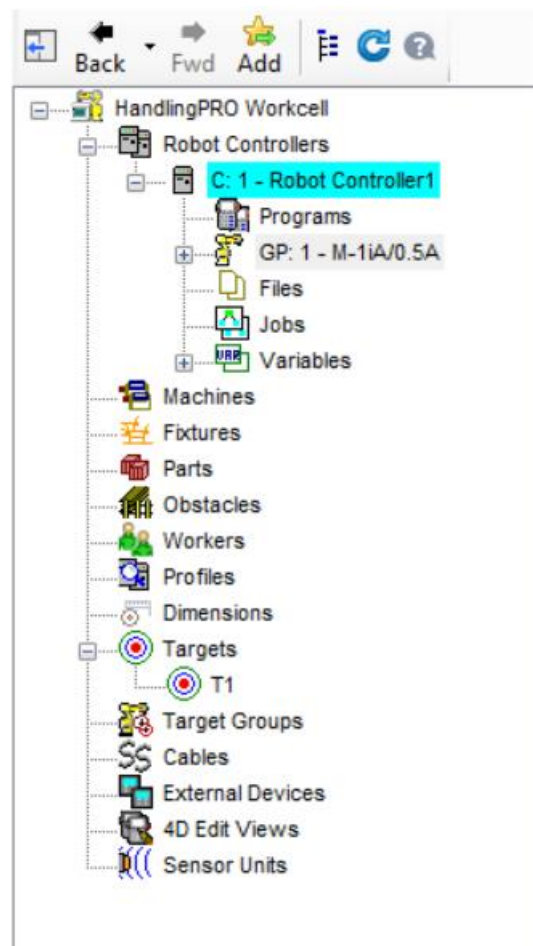 Back Fwd Add
HandlingPRO Workcell
Robot Controllers
C: 1 - Robot Controller1
Programs
GP: 1 - M-1iA/0.5A
Files
Jobs
VAR Variables
Machines
Fixtures
Parts
Obstacles
Workers
Profiles
Dimensions
Targets
T1
Target Groups
Cables
External Devices
4D Edit Views
Sensor Units